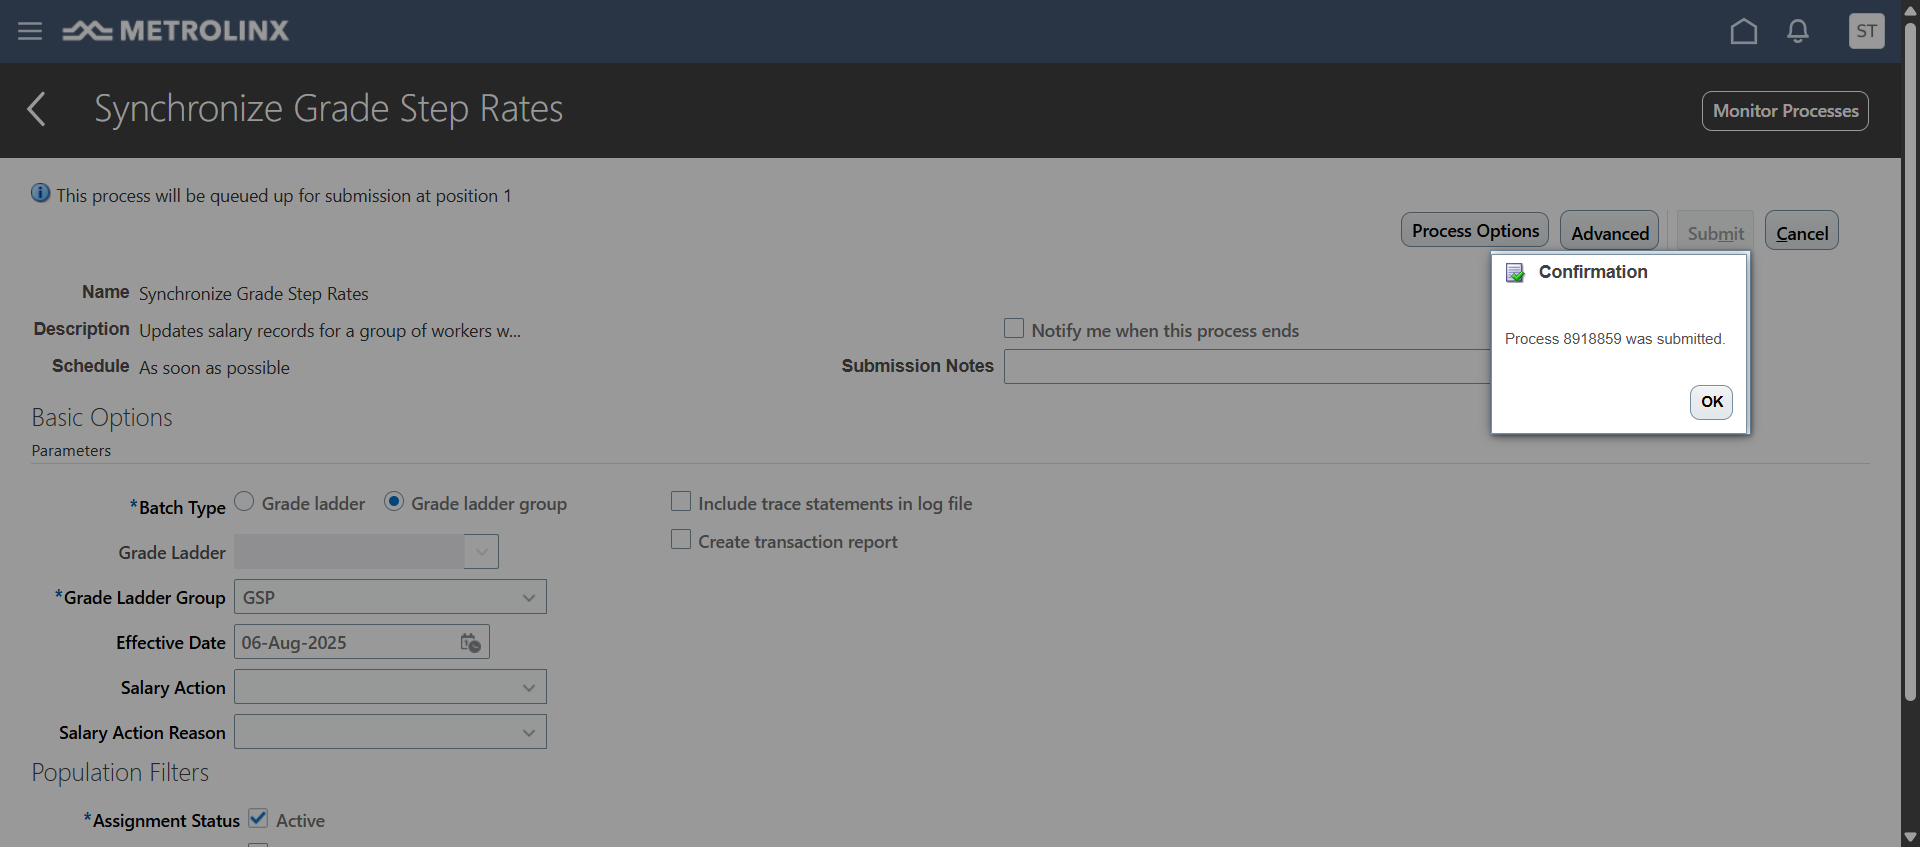 METROLINX
ST
Synchronize Grade Step Rates
Monitor Processes
This process will be queued up for submission at position 1
Process Options
Advanced
Submit
Cancel
Confirmation
Process 8918859 was submitted.
OK
Name Synchronize Grade Step Rates
Description Updates salary records for a group of workers w...
Notify me when this process ends
Schedule As soon as possible
Submission Notes
Basic Options
Parameters
*Batch Type Grade ladder Grade ladder group
Include trace statements in log file
Grade Ladder
Create transaction report
*Grade Ladder Group GSP
Effective Date 06-Aug-2025
Salary Action
Salary Action Reason
Population Filters
*Assignment Status Active